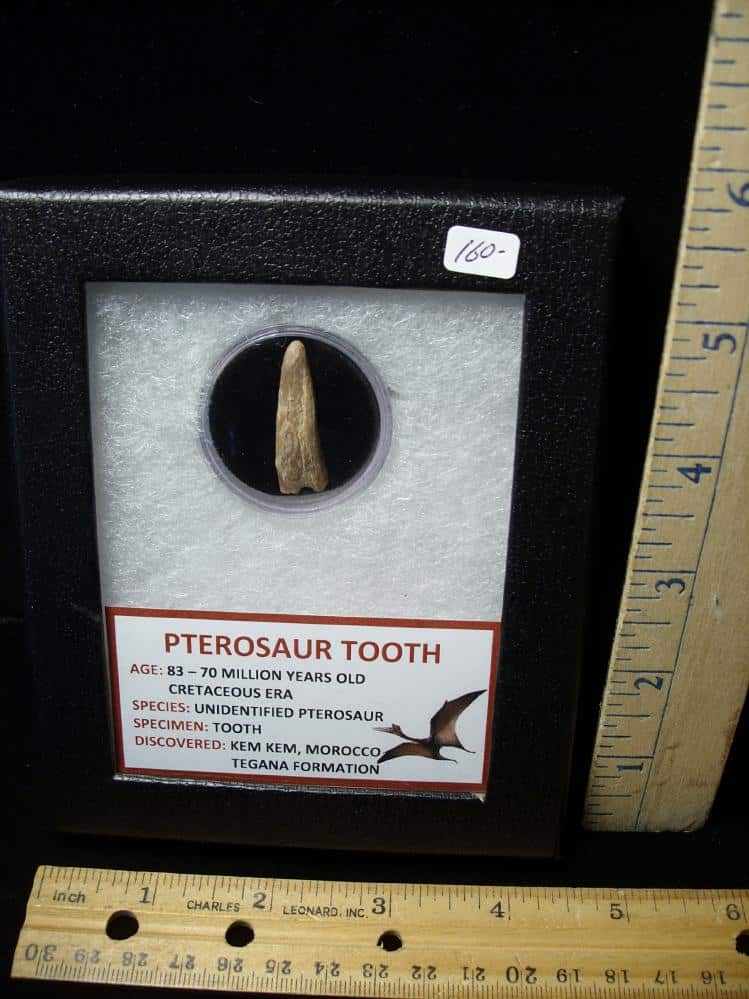 160-
PTEROSAUR TOOTH
AGE: 83 – 70 MILLION YEARS OLD
CRETACEOUS ERA
SPECIES: UNIDENTIFIED PTEROSAUR
SPECIMEN: TOOTH
DISCOVERED: KEM KEM, MOROCCO
TEGANA FORMATION
6
5
4
3
2
1
inch 1 CHARLES 2 LEONARD, INC. 3 4 5 6
30 29 28 27 26 25 24 23 22 21 20 19 18 17 16